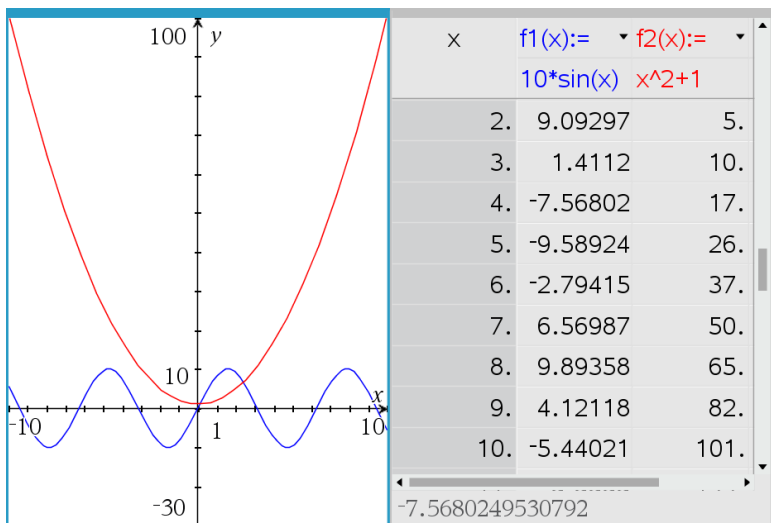 100 y
10
x
-10 1 10
-30
x f1(x):= f2(x):=
10*sin(x) x^2+1
2. 9.09297 5.
3. 1.4112 10.
4. -7.56802 17.
5. -9.58924 26.
6. -2.79415 37.
7. 6.56987 50.
8. 9.89358 65.
9. 4.12118 82.
10. -5.44021 101.
-7.5680249530792